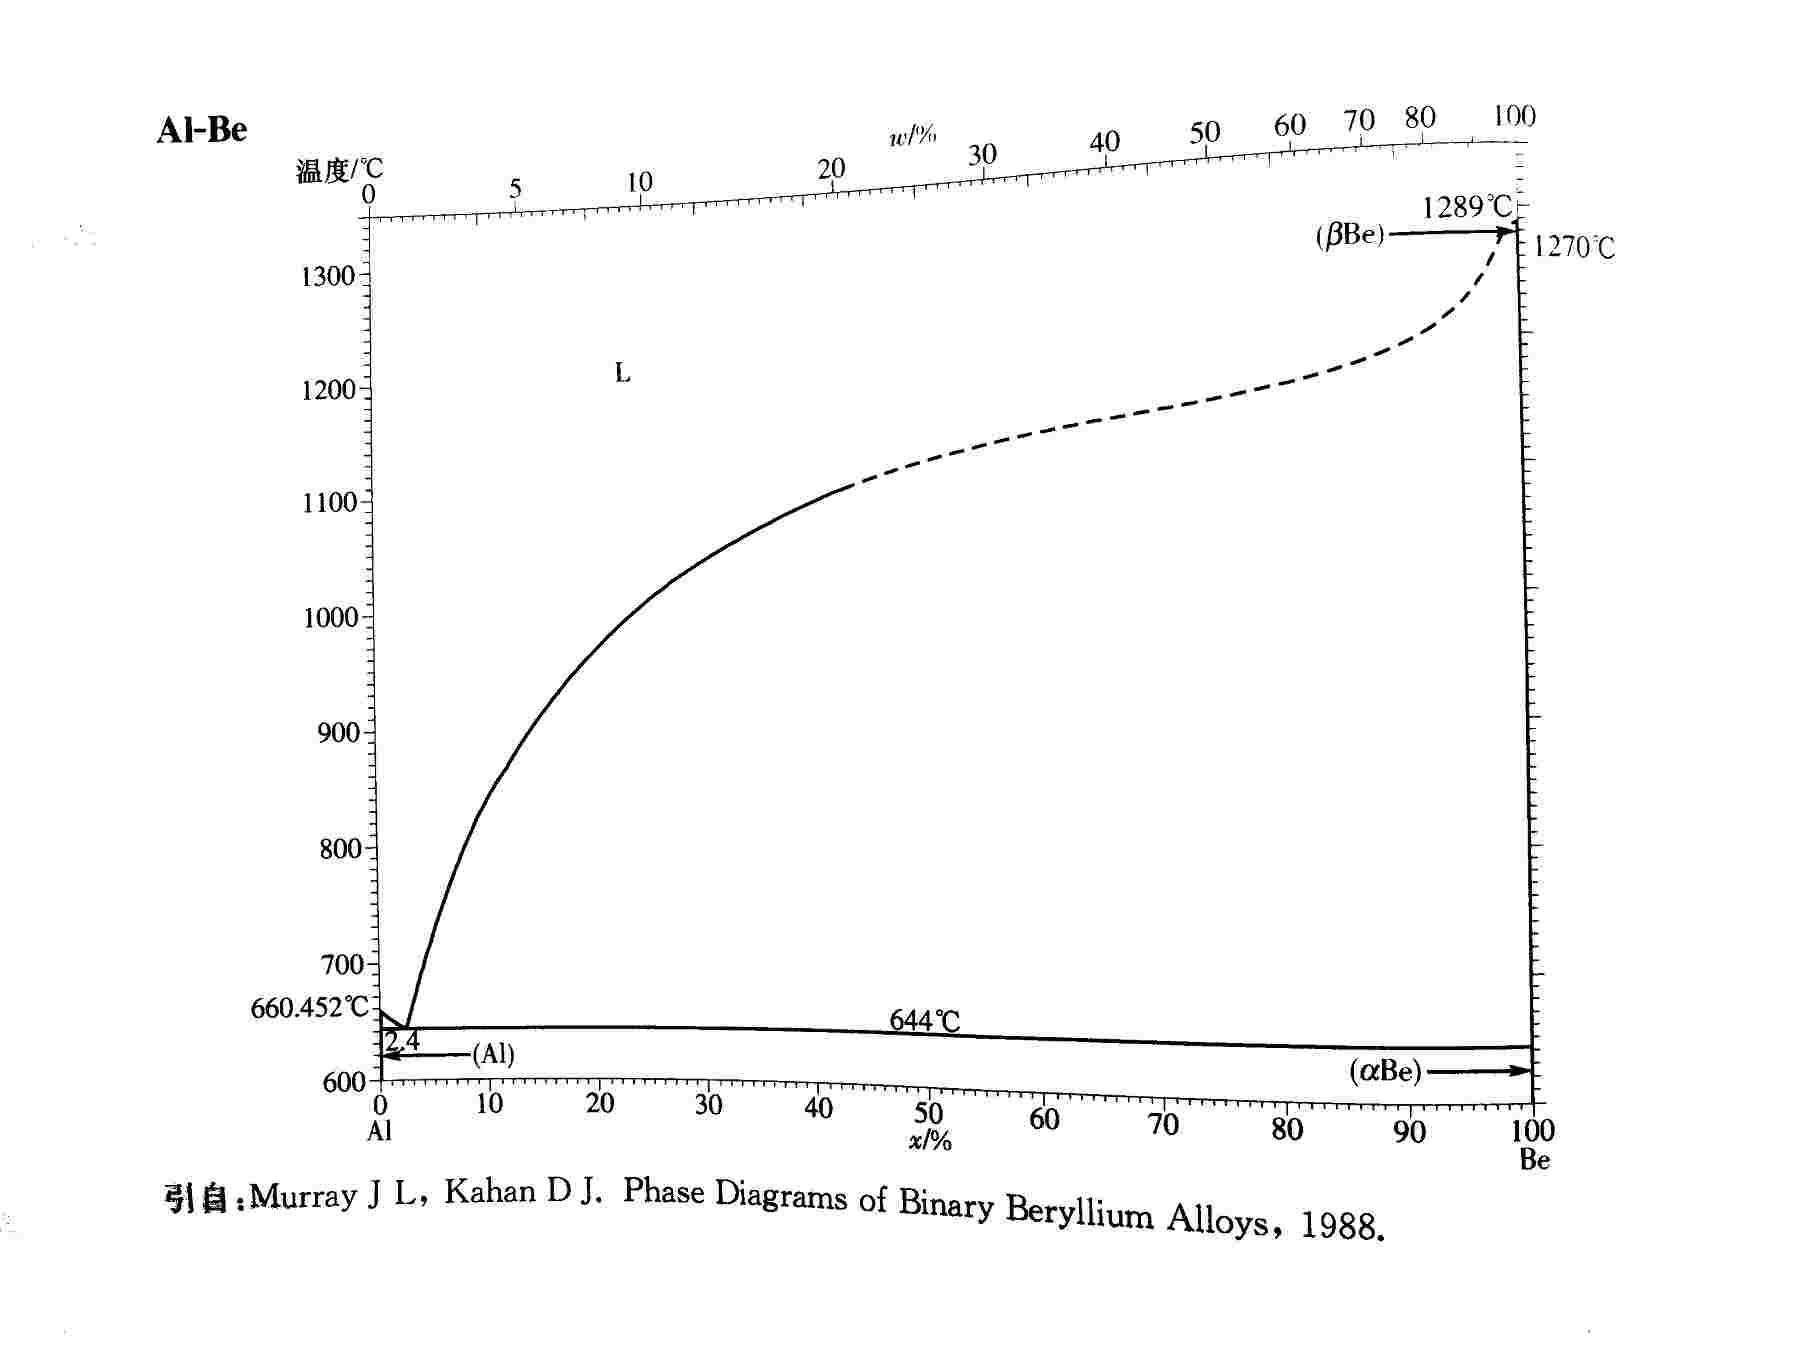 Al-Be
w/%
温度/℃
0 5 10 20 30 40 50 60 70 80 100
1289℃
(βBe)
1270℃
1300
L
1200
1100
1000
900
800
700
660.452℃
644℃
2.4
(Al)
(αBe)
600
0 10 20 30 40 50 60 70 80 90 100
Al x/% Be
引自:Murray J L, Kahan D J. Phase Diagrams of Binary Beryllium Alloys, 1988.